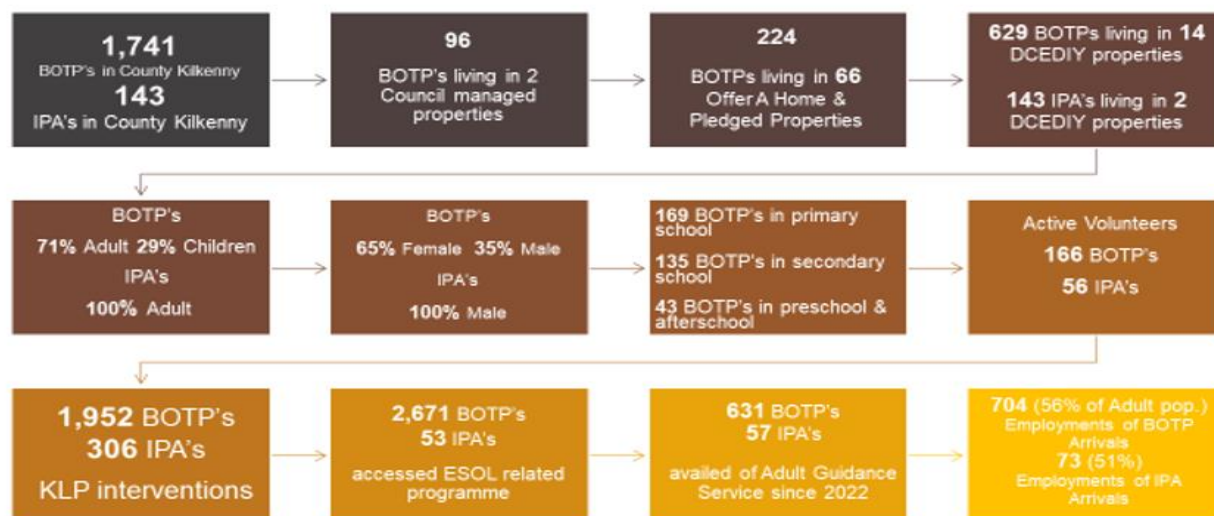 1,741
BOTP's in County Kilkenny
143
IPA's in County Kilkenny
96
BOTP's living in 2
Council managed
properties
224
BOTPs living in 66
Offer A Home &
Pledged Properties
629 BOTPs living in 14
DCEDIY properties
143 IPA's living in 2
DCEDIY properties
BOTP's
71% Adult 29% Children
IPA's
100% Adult
BOTP's
65% Female 35% Male
IPA's
100% Male
169 BOTP's in primary
school
135 BOTP's in secondary
school
43 BOTP's in preschool &
afterschool
Active Volunteers
166 BOTP's
56 IPA's
1,952 BOTP's
306 IPA's
KLP interventions
2,671 BOTP's
53 IPA's
accessed ESOL related
programme
631 BOTP's
57 IPA's
availed of Adult Guidance
Service since 2022
704 (56% of Adult pop.)
Employments of BOTP
Arrivals
73 (51%)
Employments of IPA
Arrivals